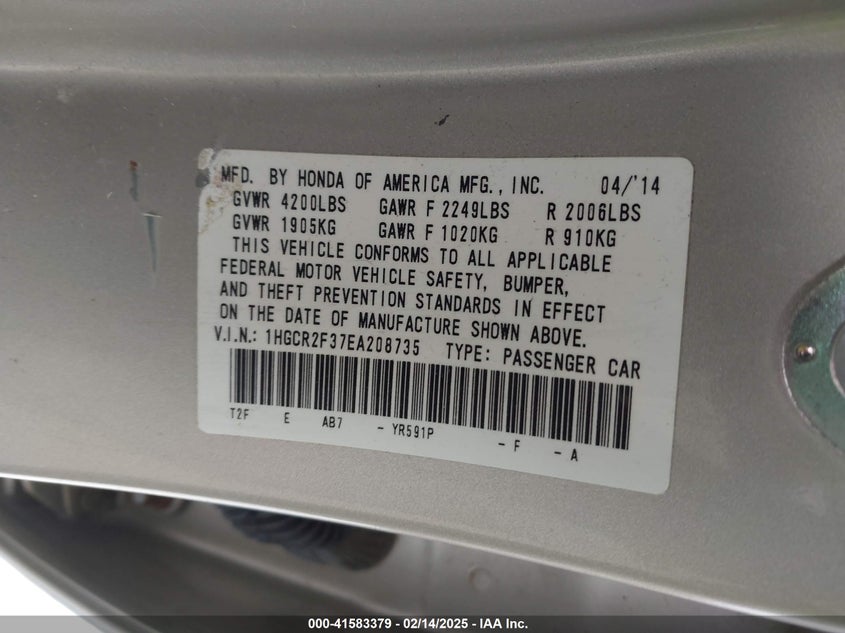 MFD. BY HONDA OF AMERICA MFG., INC. 04/'14
GVWR 4200LBS GAWR F 2249LBS R 2006LBS
GVWR 1905KG GAWR F 1020KG R 910KG
THIS VEHICLE CONFORMS TO ALL APPLICABLE
FEDERAL MOTOR VEHICLE SAFETY, BUMPER,
AND THEFT PREVENTION STANDARDS IN EFFECT
ON THE DATE OF MANUFACTURE SHOWN ABOVE.
V.I.N.: 1HGCR2F37EA208735 TYPE: PASSENGER CAR
T2F E AB7 - YR591P - F - A
000-41583379 - 02/14/2025 - IAA Inc.